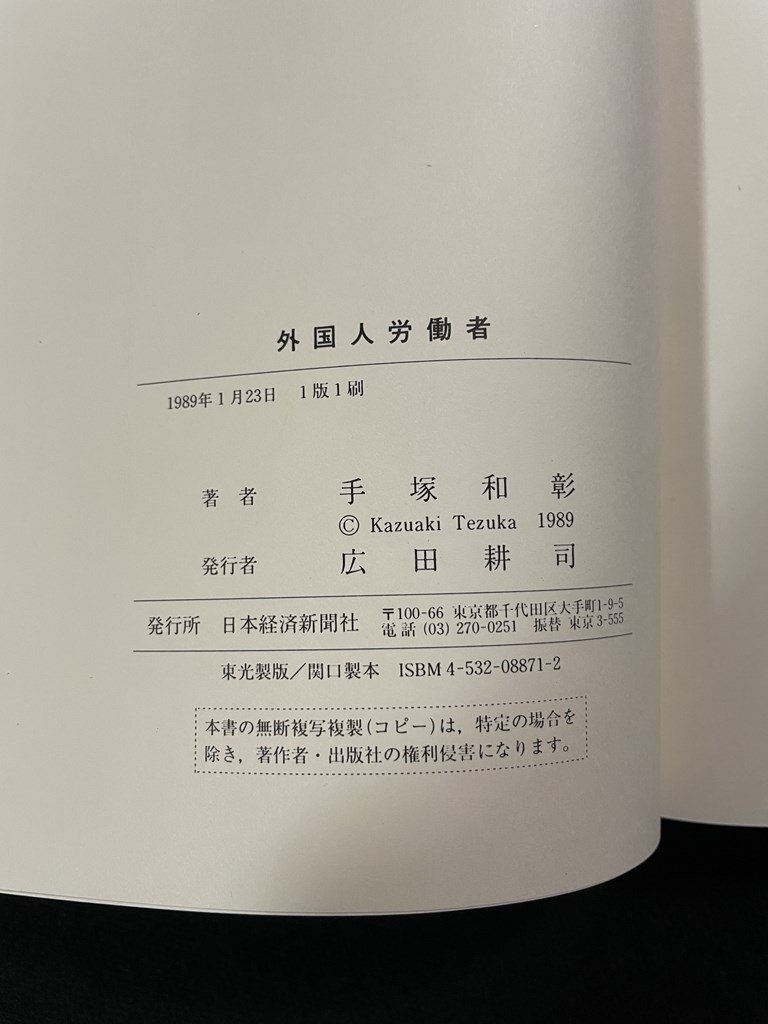 外国人労働者
1989年1月23日 1版1刷
著者 手塚和彰
© Kazuaki Tezuka 1989
発行者 広田耕司
発行所 日本経済新聞社
〒100-66 東京都千代田区大手町1-9-5
電話 (03) 270-0251 振替 東京 3-555
東光製版／関口製本 ISBM 4-532-08871-2
本書の無断複写複製(コピー)は，特定の場合を
除き，著作者・出版社の権利侵害になります。